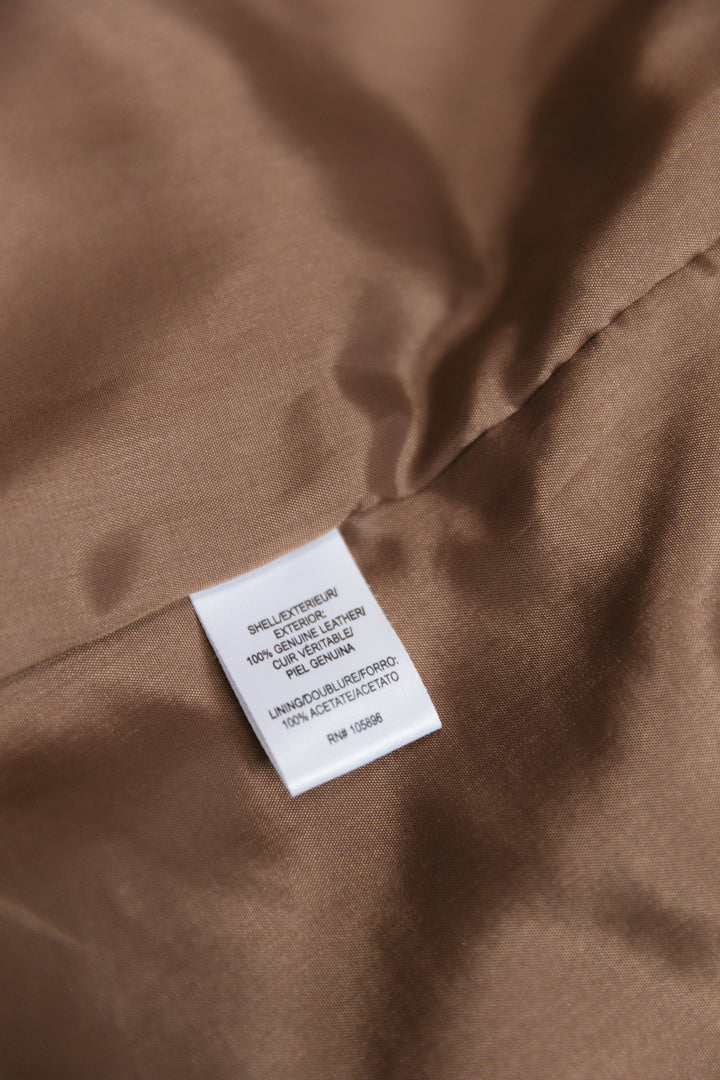 SHELL/EXTERIEUR/
EXTERIOR:
100% GENUINE LEATHER/
CUIR VÉRITABLE/
PIEL GENUINA
LINING/DOUBLURE/FORRO:
100% ACETATE/ACETATO
RN# 105896